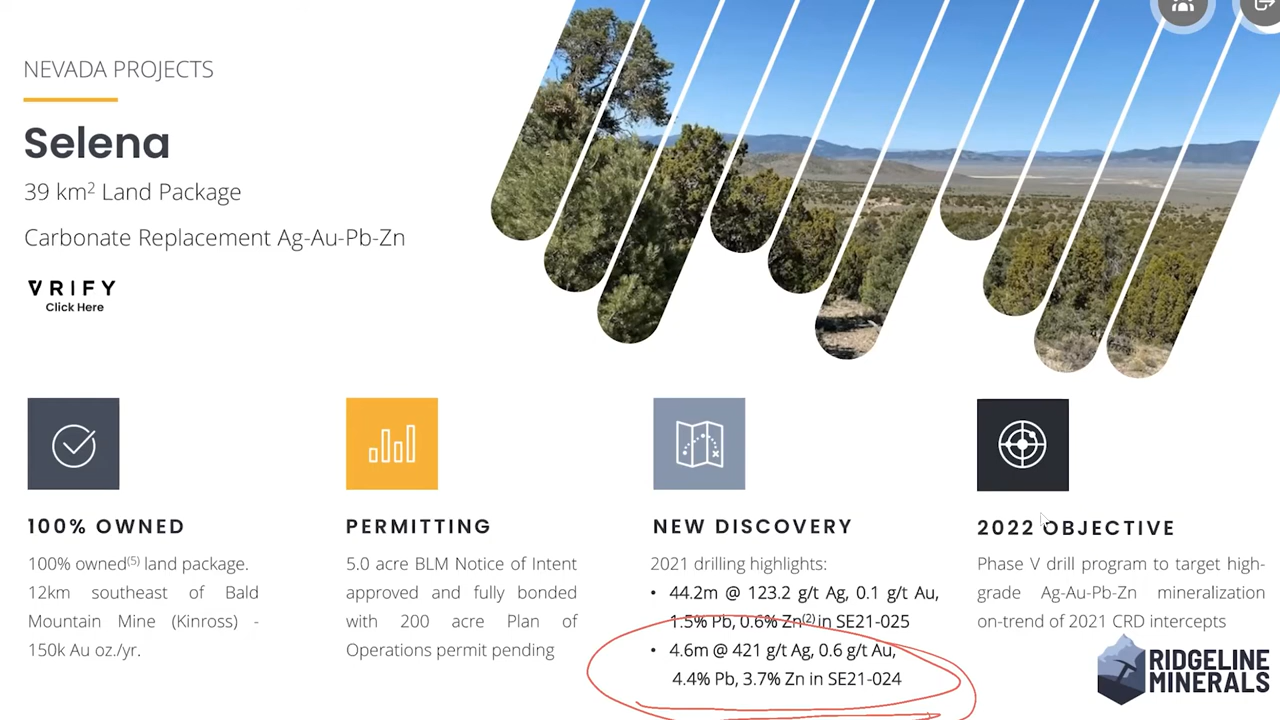 NEVADA PROJECTS
Selena
39 km² Land Package
Carbonate Replacement Ag-Au-Pb-Zn
VRIFY
Click Here
100% OWNED
100% owned⁽⁵⁾ land package.
12km southeast of Bald
Mountain Mine (Kinross) -
150k Au oz./yr.
PERMITTING
5.0 acre BLM Notice of Intent
approved and fully bonded
with 200 acre Plan of
Operations permit pending
NEW DISCOVERY
2021 drilling highlights:
• 44.2m @ 123.2 g/t Ag, 0.1 g/t Au,
1.5% Pb, 0.6% Zn⁽²⁾ in SE21-025
• 4.6m @ 421 g/t Ag, 0.6 g/t Au,
4.4% Pb, 3.7% Zn in SE21-024
2022 OBJECTIVE
Phase V drill program to target high-
grade Ag-Au-Pb-Zn mineralization
on-trend of 2021 CRD intercepts
RIDGELINE
MINERALS